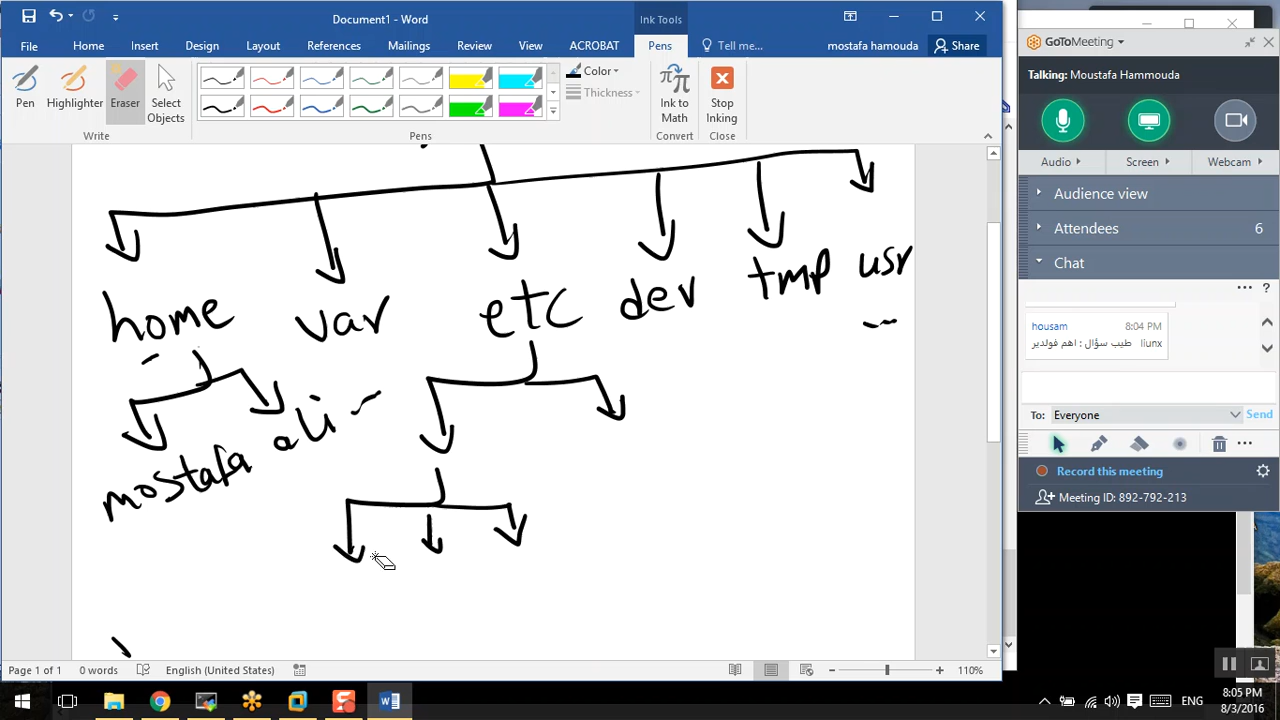 Document1 - Word
Ink Tools
GoToMeeting
File
Home
Insert
Design
Layout
References
Mailings
Review
View
ACROBAT
Pens
Tell me...
mostafa hamouda
Share
Talking: Moustafa Hammouda
Pen
Highlighter
Eraser
Select Objects
Color
Thickness
Ink to Math
Stop Inking
Write
Pens
Convert
Close
Audio
Screen
Webcam
Audience view
Attendees
6
Chat
housam
8:04 PM
طيب سؤال : اهم فولدير liunx
To:
Everyone
Send
Record this meeting
Meeting ID: 892-792-213
home
var
etc
dev
tmp
usr
mostafa
ali
Page 1 of 1
0 words
English (United States)
110%
ENG
8:05 PM
8/3/2016